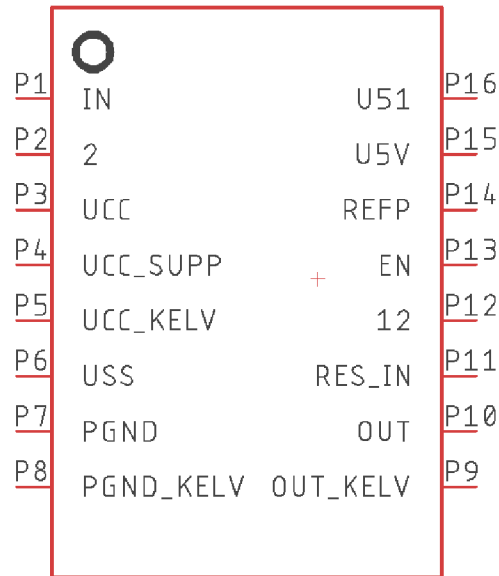 P1 IN U51 P16
P2 2 U5V P15
P3 UCC REFP P14
P4 UCC_SUPP EN P13
P5 UCC_KELV 12 P12
P6 USS RES_IN P11
P7 PGND OUT P10
P8 PGND_KELV OUT_KELV P9